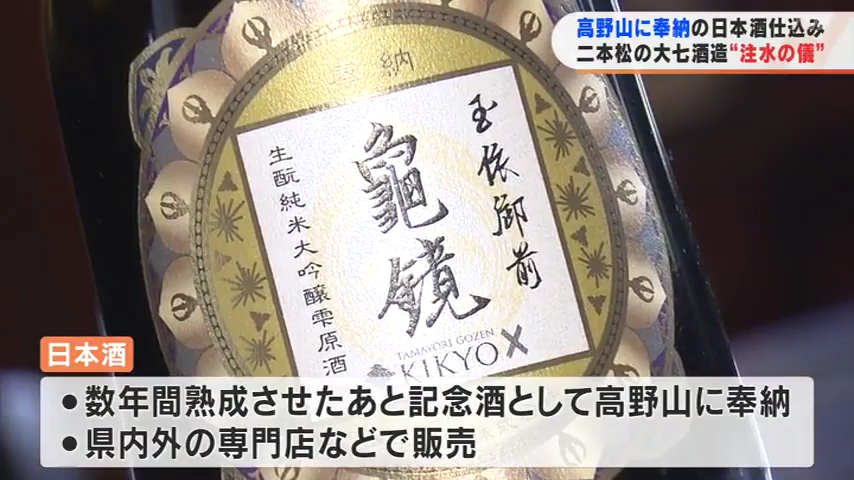 高野山に奉納の日本酒仕込み
二本松の大七酒造“注水の儀”
奉納
玉依御前
龜鏡
生酛純米大吟醸雫原酒
TAMAYORI GOZEN
KIKYO X
日本酒
●数年間熟成させたあと記念酒として高野山に奉納
●県内外の専門店などで販売